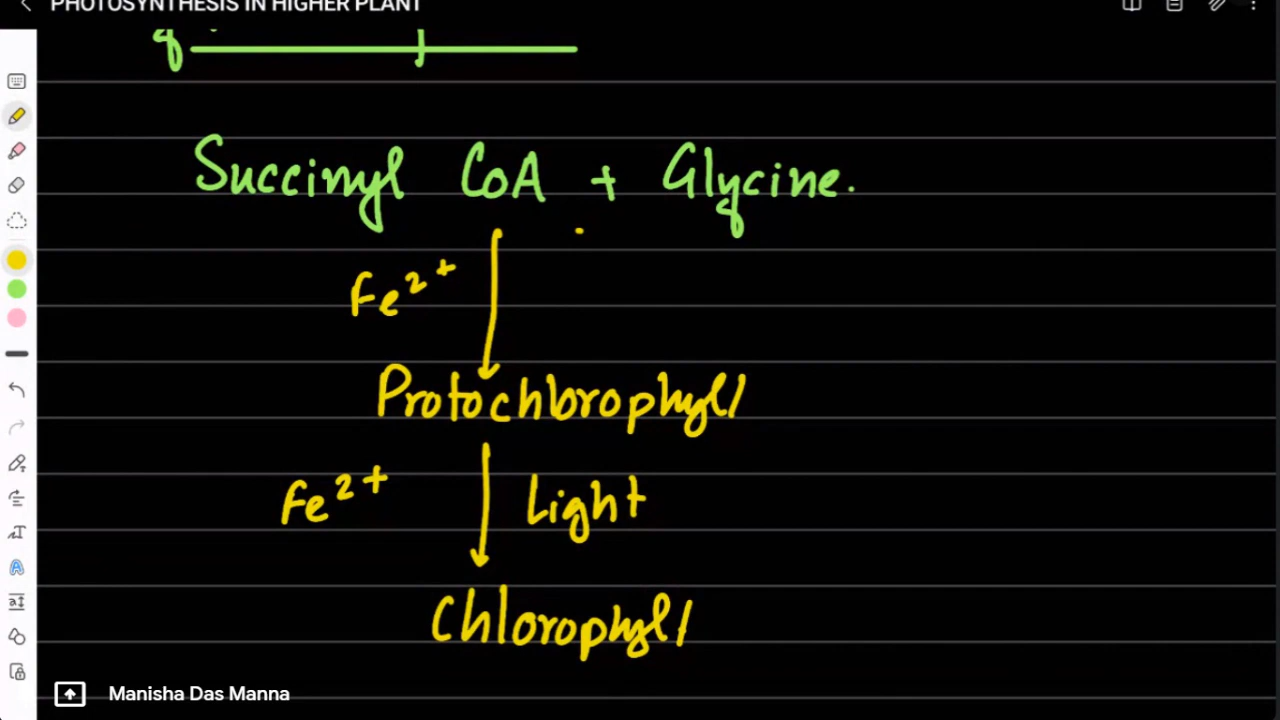 PHOTOSYNTHESIS IN HIGHER PLANT
Succinyl CoA + Glycine.
Fe²⁺
Protochlorophyll
Fe²⁺ Light
Chlorophyll
Manisha Das Manna